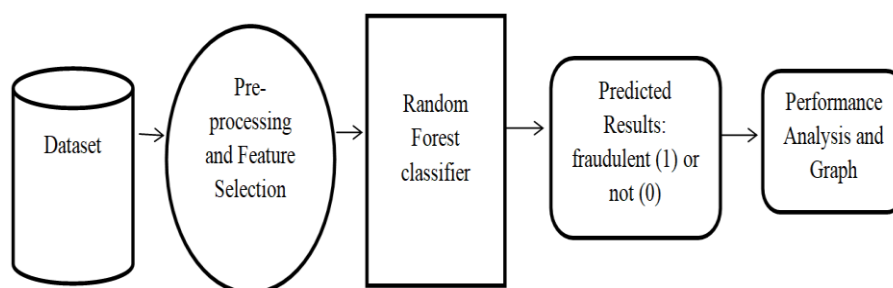 Dataset
Pre-
processing
and Feature
Selection
Random
Forest
classifier
Predicted
Results:
fraudulent (1) or
not (0)
Performance
Analysis and
Graph